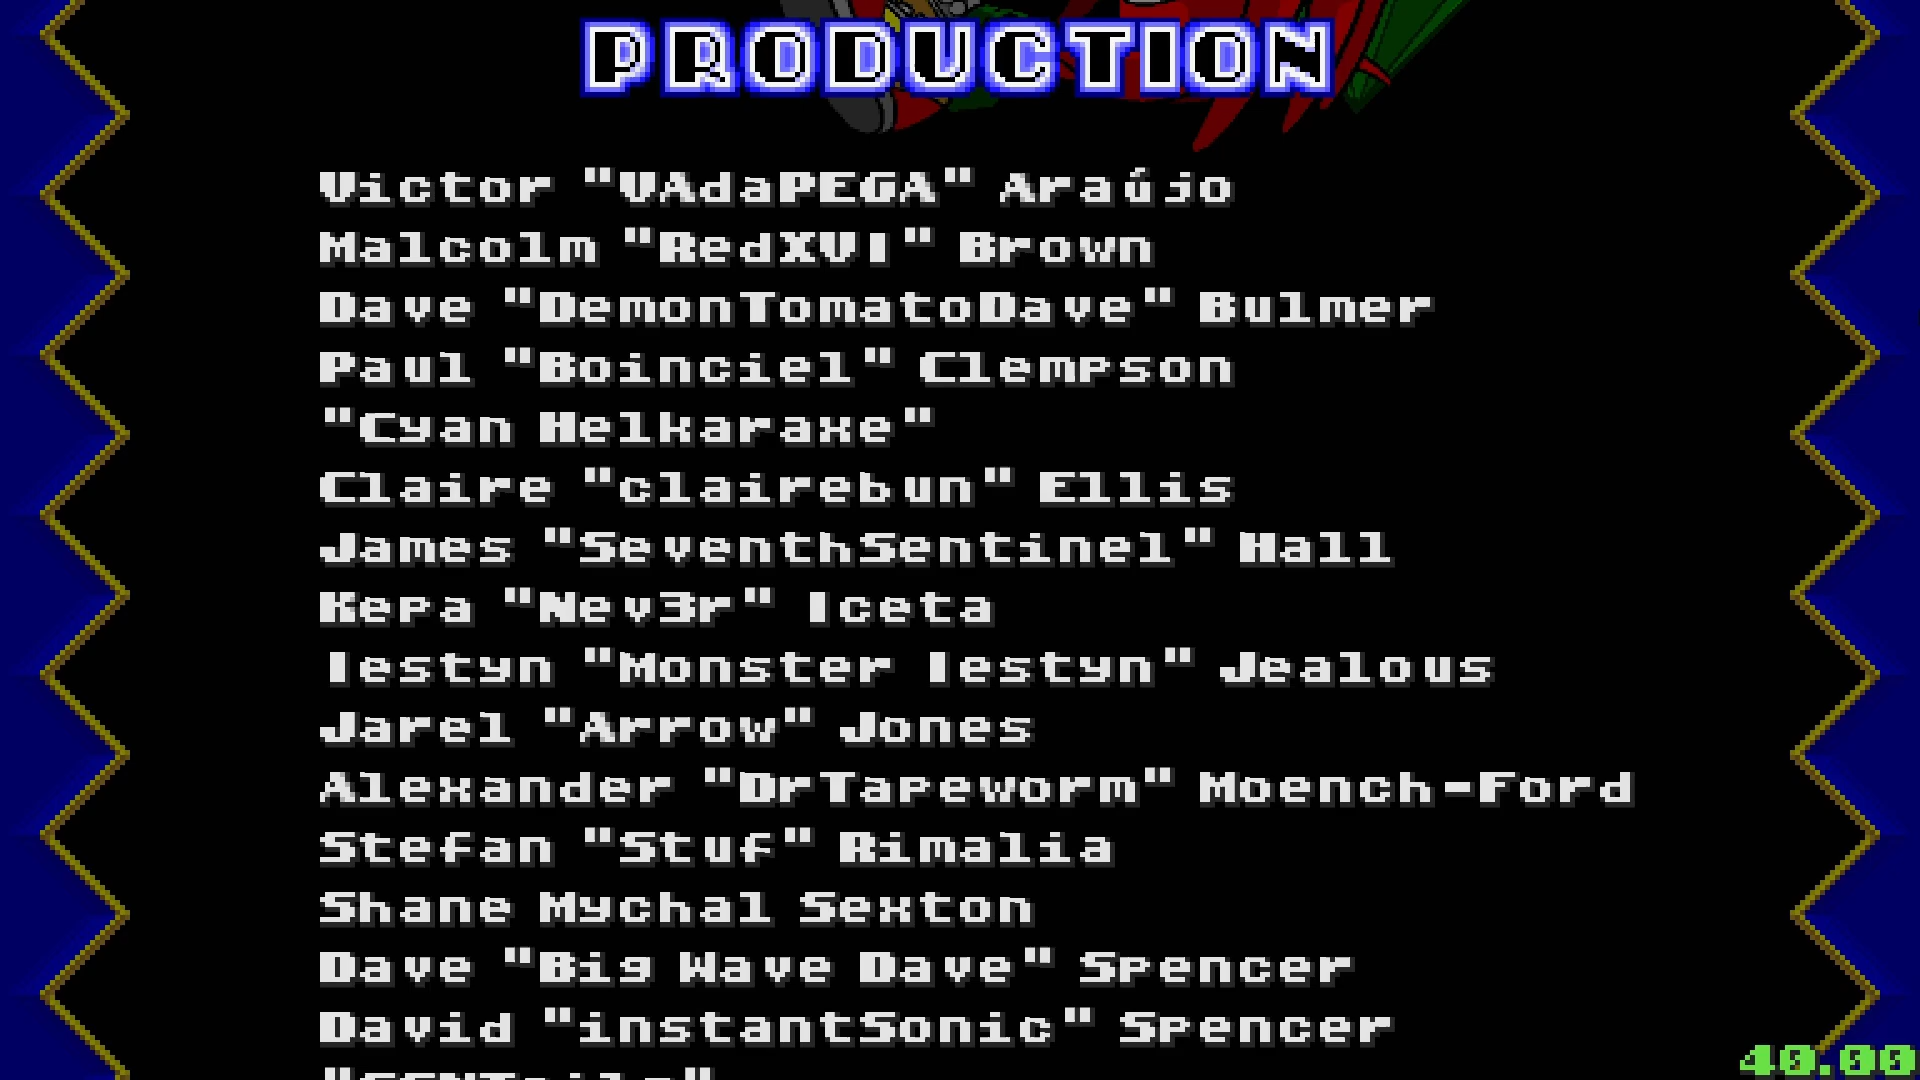 PRODUCTION
Victor "VAdaPEGA" Araújo
Malcolm "RedXVI" Brown
Dave "DemonTomatoDave" Bulmer
Paul "Boinciel" Clempson
"Cyan Helkaraxe"
Claire "clairebun" Ellis
James "SeventhSentinel" Hall
Kepa "Nev3r" Iceta
Iestyn "Monster Iestyn" Jealous
Jarel "Arrow" Jones
Alexander "DrTapeworm" Moench-Ford
Stefan "Stuf" Rimalia
Shane Mychal Sexton
Dave "Big Wave Dave" Spencer
David "instantSonic" Spencer
40.00